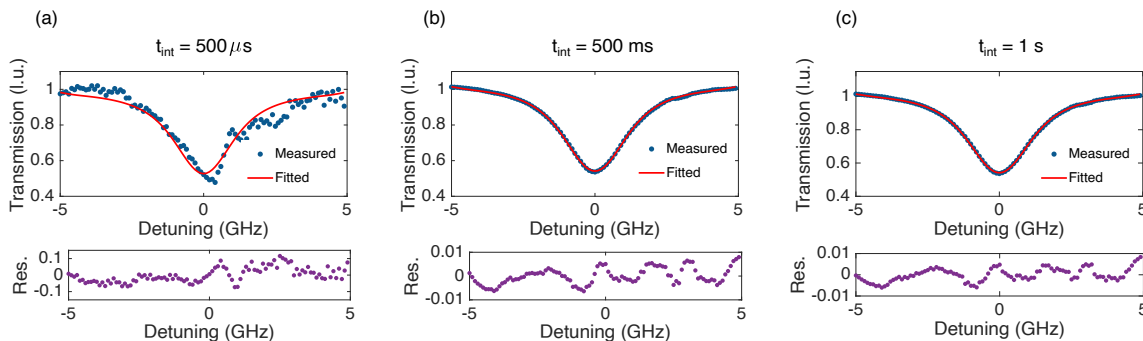 (a)
t_int = 500 μs
Transmission (l.u.)
1
0.8
0.6
0.4
-5
0
5
Measured
Fitted
Detuning (GHz)
Res.
0.1
0
-0.1
-5
0
5
Detuning (GHz)
(b)
t_int = 500 ms
Transmission (l.u.)
1
0.8
0.6
0.4
-5
0
5
Measured
Fitted
Detuning (GHz)
Res.
0.01
0
-0.01
-5
0
5
Detuning (GHz)
(c)
t_int = 1 s
Transmission (l.u.)
1
0.8
0.6
0.4
-5
0
5
Measured
Fitted
Detuning (GHz)
Res.
0.01
0
-0.01
-5
0
5
Detuning (GHz)